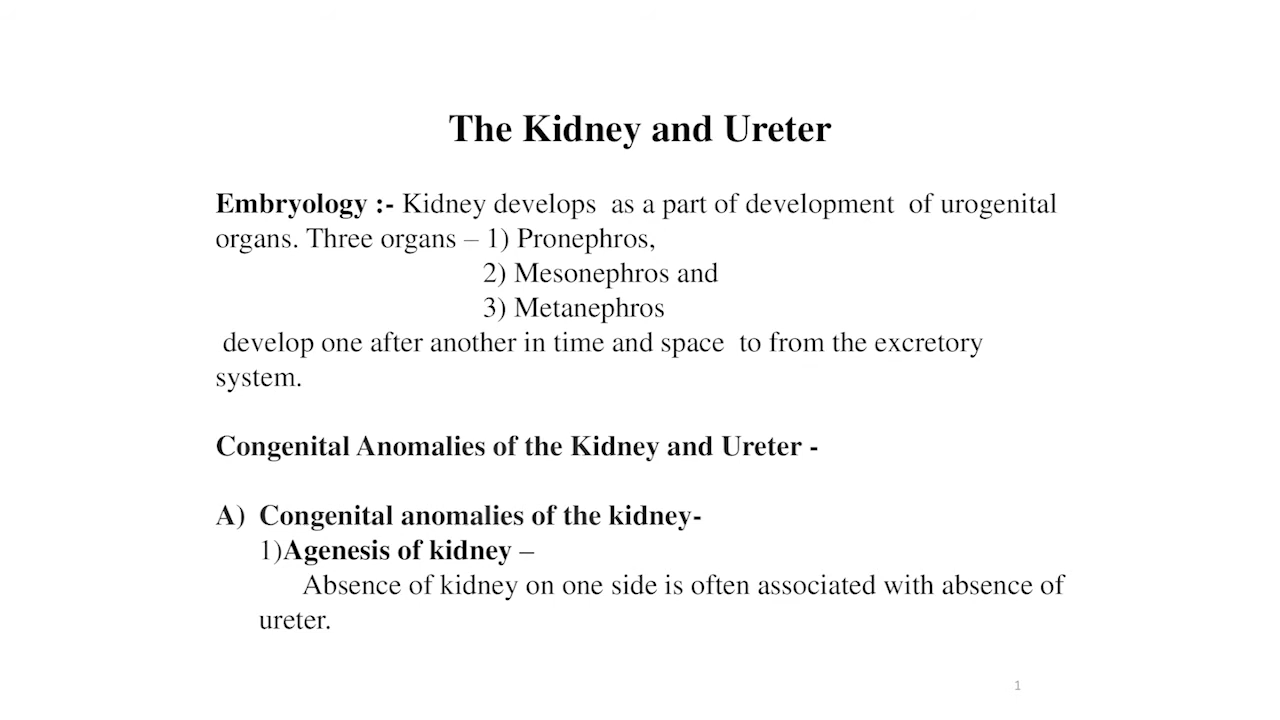 The Kidney and Ureter
Embryology :- Kidney develops as a part of development of urogenital
organs. Three organs – 1) Pronephros,
2) Mesonephros and
3) Metanephros
develop one after another in time and space to from the excretory
system.
Congenital Anomalies of the Kidney and Ureter -
A) Congenital anomalies of the kidney-
1)Agenesis of kidney –
Absence of kidney on one side is often associated with absence of
ureter.
1